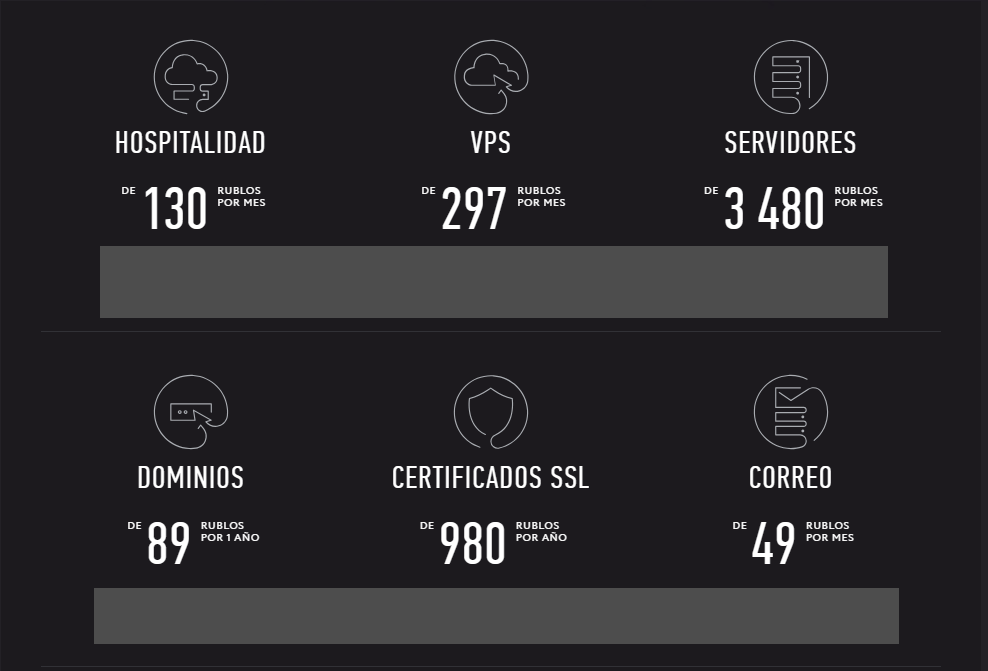 HOSPITALIDAD
DE 130 RUBLOS
POR MES
VPS
DE 297 RUBLOS
POR MES
SERVIDORES
DE 3 480 RUBLOS
POR MES
DOMINIOS
DE 89 RUBLOS
POR 1 AÑO
CERTIFICADOS SSL
DE 980 RUBLOS
POR AÑO
CORREO
DE 49 RUBLOS
POR MES